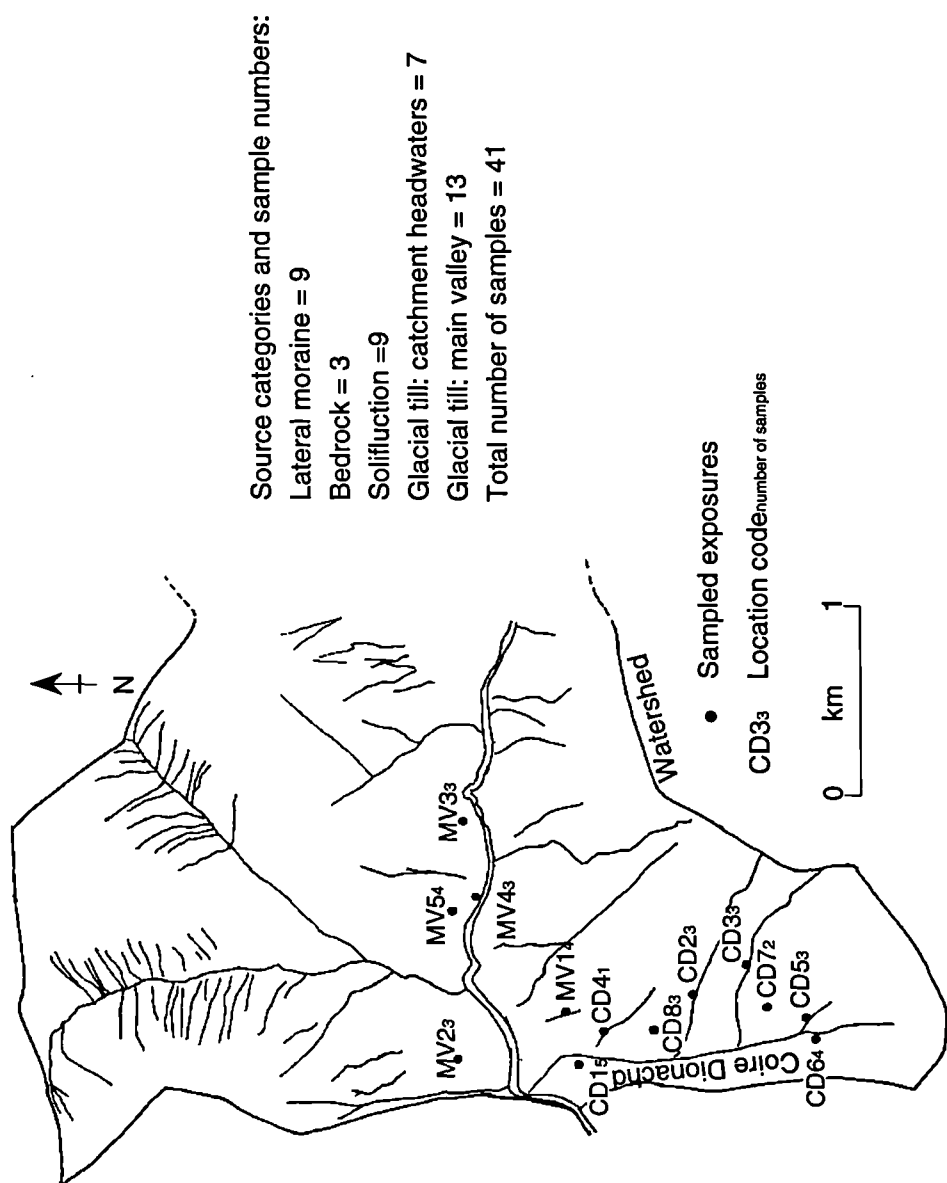 Source categories and sample numbers:
Lateral moraine = 9
Bedrock = 3
Solifluction =9
Glacial till: catchment headwaters = 7
Glacial till: main valley = 13
Total number of samples = 41
N
MV23
MV54
MV33
MV43
MV14
CD41
CD15
CD83
CD23
CD33
CD72
CD53
CD64
Coire Dionachd
Watershed
Sampled exposures
CD33 Location codenumber of samples
0 km 1